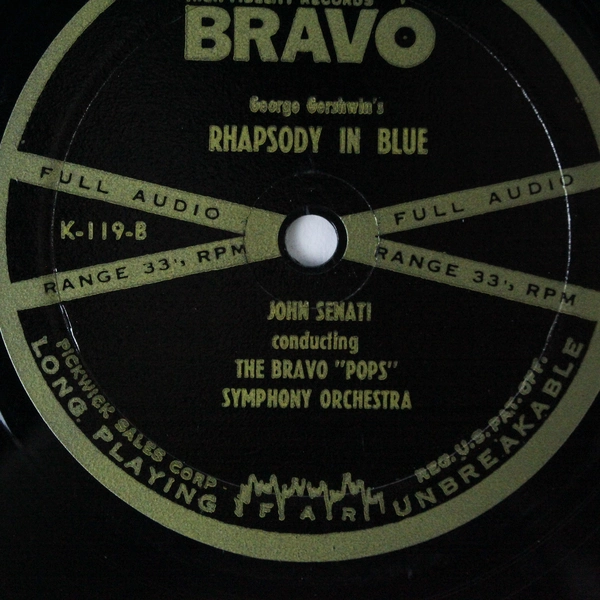 BRAVO
George Gershwin's
RHAPSODY IN BLUE
FULL AUDIO
FULL AUDIO
K-119-B
RANGE 33⅓ RPM
RANGE 33⅓ RPM
JOHN SENATI
conducting
THE BRAVO "POPS"
SYMPHONY ORCHESTRA
PICKWICK SALES CORP
REG. U.S. PAT. OFF.
LONG PLAYING
FAR
UNBREAKABLE